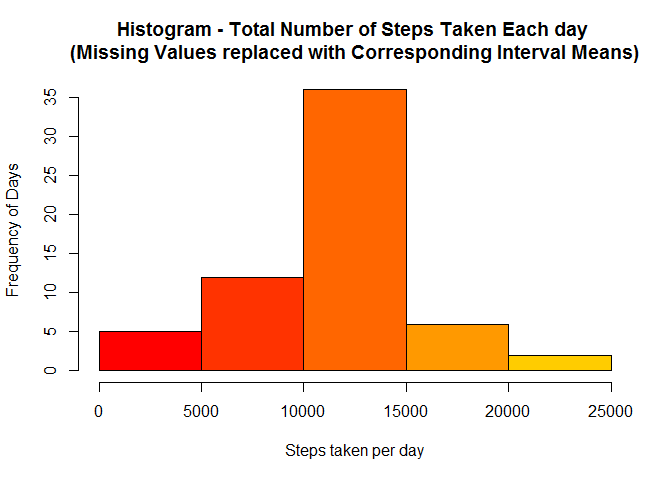 Histogram - Total Number of Steps Taken Each day
(Missing Values replaced with Corresponding Interval Means)
Frequency of Days
35
30
25
20
15
10
5
0
0 5000 10000 15000 20000 25000
Steps taken per day